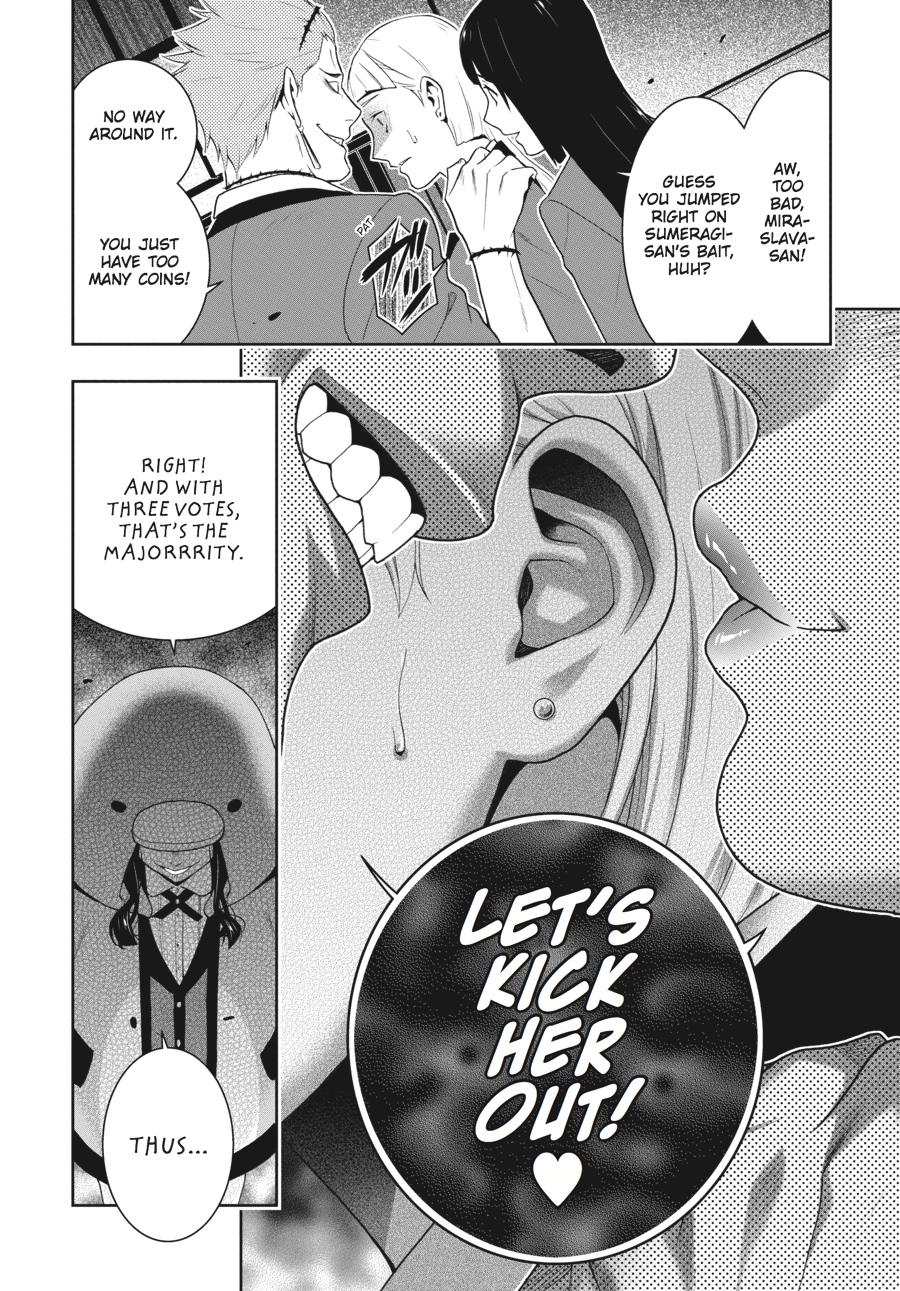 AW,
TOO
BAD,
MIRA-
SLAVA-
SAN!
GUESS
YOU JUMPED
RIGHT ON
SUMERAGI-
SAN'S BAIT,
HUH?
PAT
ポン
NO WAY
AROUND IT.
YOU JUST
HAVE TOO
MANY COINS!
LET'S
KICK
HER
OUT!
♥
RIGHT!
AND WITH
THREE VOTES,
THAT'S THE
MAJORRRITY.
THUS...